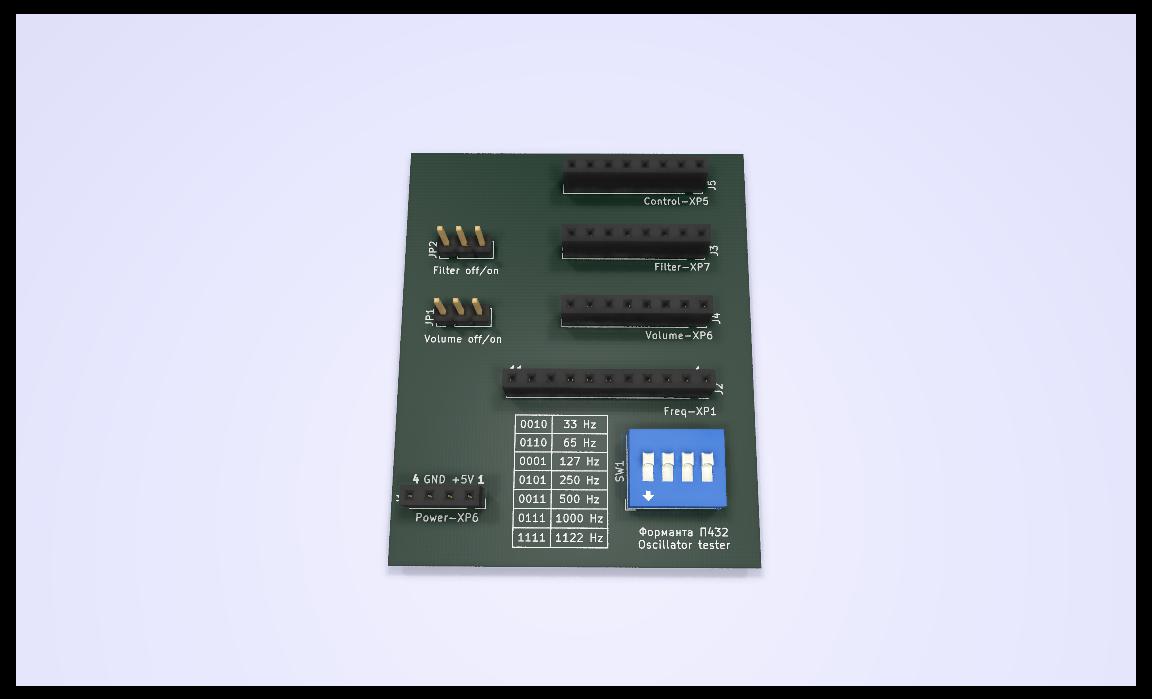 J5
Control-XP5
JP2
J3
Filter off/on
Filter-XP7
JP1
J4
Volume off/on
Volume-XP6
J2
Freq-XP1
0010 33 Hz
0110 65 Hz
0001 127 Hz
0101 250 Hz
0011 500 Hz
0111 1000 Hz
1111 1122 Hz
SW1
4 GND +5V 1
Power-XP6
Форманта П432
Oscillator tester